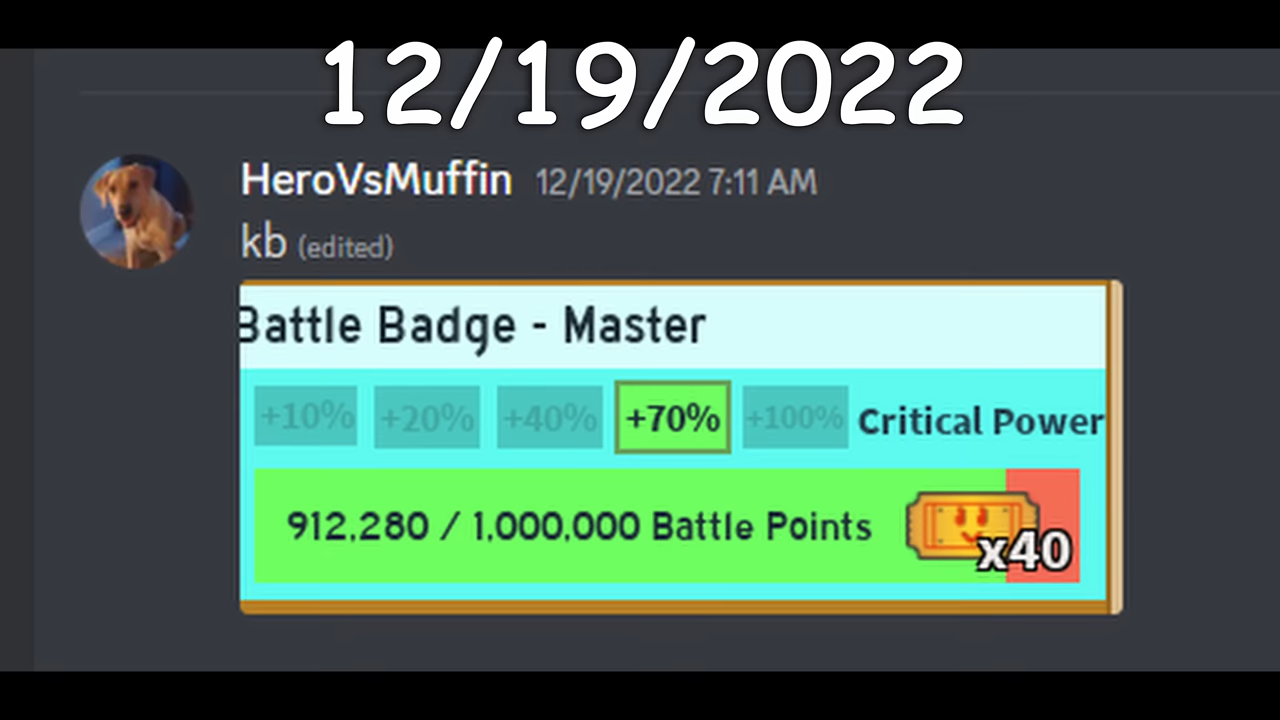 12/19/2022
HeroVsMuffin 12/19/2022 7:11 AM
kb (edited)
Battle Badge - Master
+10% +20% +40% +70% +100% Critical Power
912,280 / 1,000,000 Battle Points x40